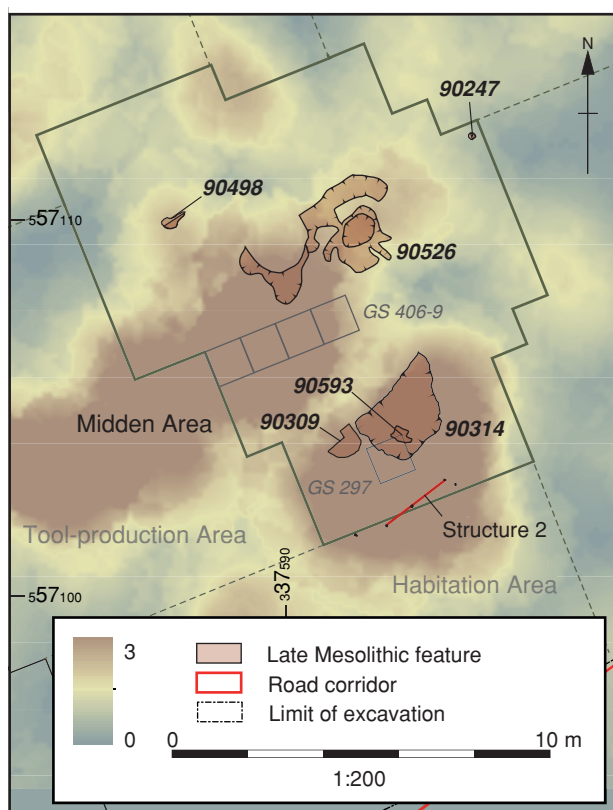 N
90247
90498
557110
90526
GS 406-9
90593
Midden Area
90309
90314
GS 297
Tool-production Area
Structure 2
337590
Habitation Area
557100
3
0
Late Mesolithic feature
Road corridor
Limit of excavation
0
10 m
1:200